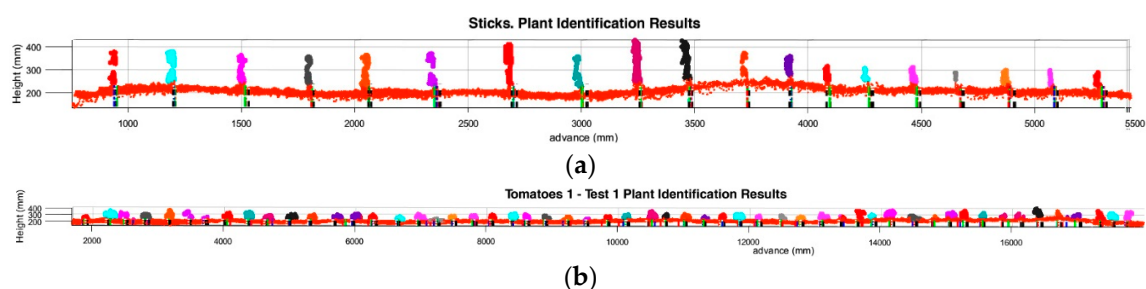 Sticks. Plant Identification Results
Height (mm)
400
300
200
1000 1500 2000 2500 3000 3500 4000 4500 5000 5500
advance (mm)
(a)
Tomatoes 1 - Test 1 Plant Identification Results
Height (mm)
400
300
200
2000 4000 6000 8000 10000 12000 14000 16000
advance (mm)
(b)